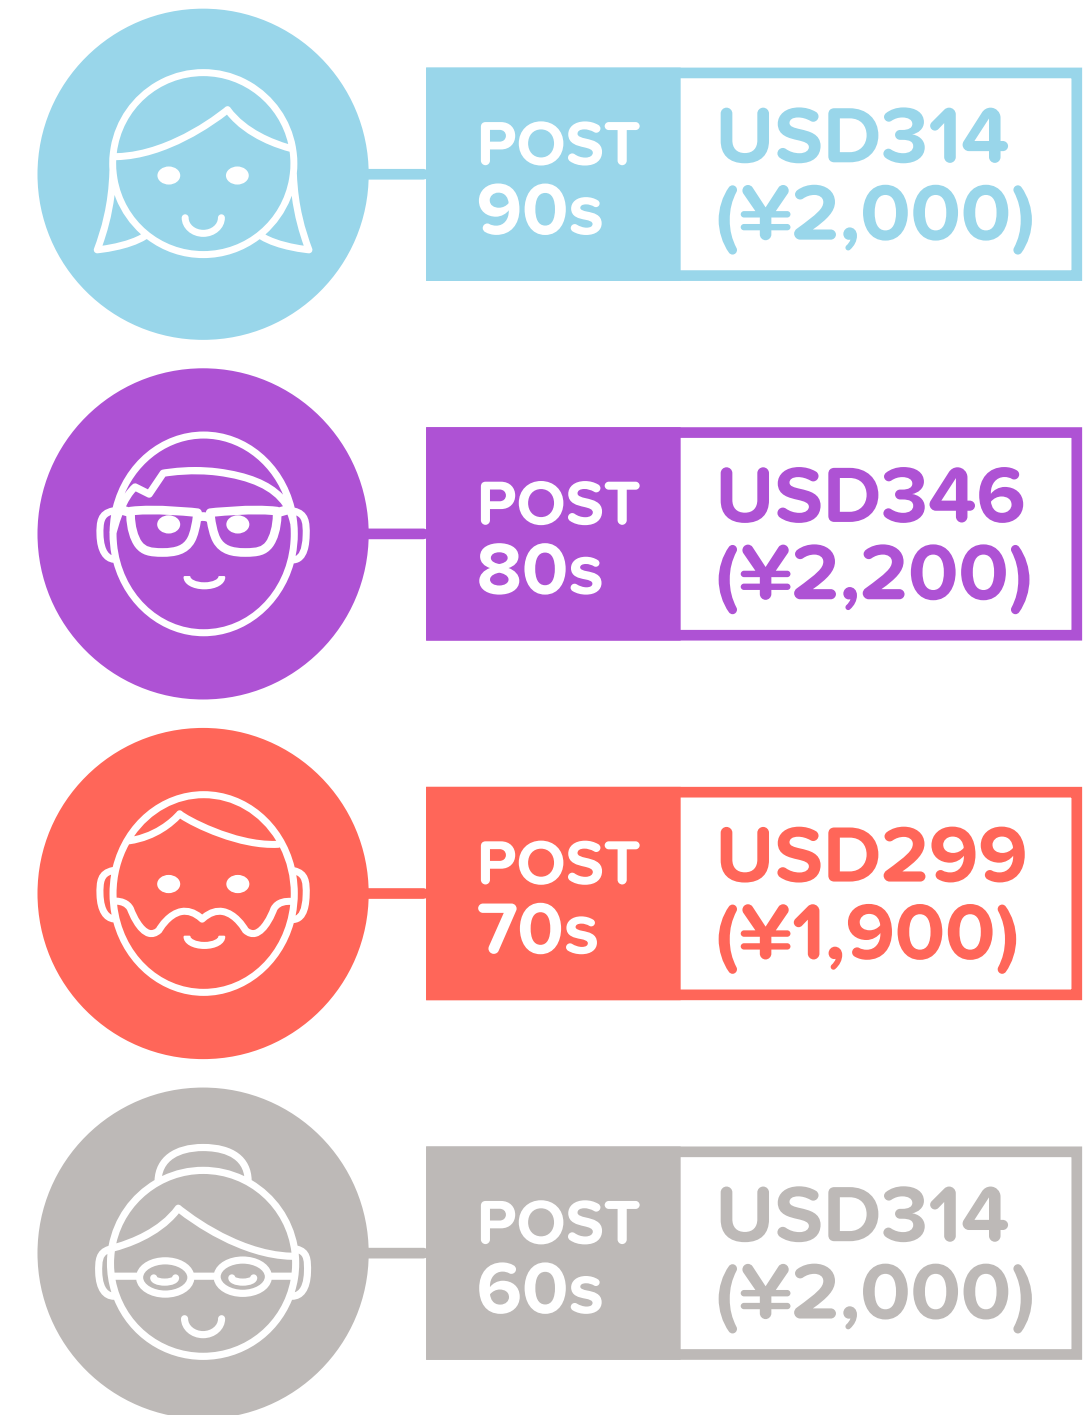 POST
90s
USD314
(¥2,000)
POST
80s
USD346
(¥2,200)
POST
70s
USD299
(¥1,900)
POST
60s
USD314
(¥2,000)